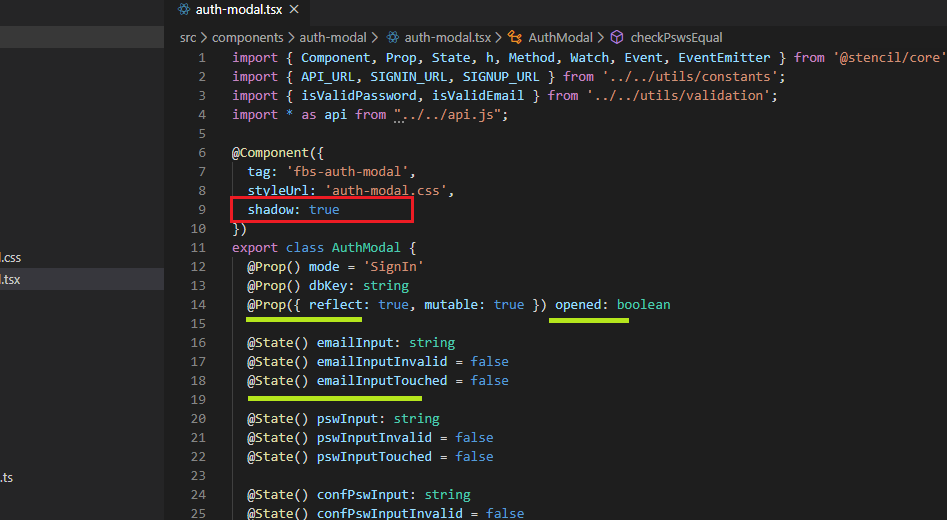 auth-modal.tsx ×
src > components > auth-modal > auth-modal.tsx > AuthModal > checkPswsEqual
1 import { Component, Prop, State, h, Method, Watch, Event, EventEmitter } from '@stencil/core'
2 import { API_URL, SIGNIN_URL, SIGNUP_URL } from '../../utils/constants';
3 import { isValidPassword, isValidEmail } from '../../utils/validation';
4 import * as api from "../../api.js";
5
6 @Component({
7 tag: 'fbs-auth-modal',
8 styleUrl: 'auth-modal.css',
9 shadow: true
10 })
.css
11 export class AuthModal {
.tsx
12 @Prop() mode = 'SignIn'
13 @Prop() dbKey: string
14 @Prop({ reflect: true, mutable: true }) opened: boolean
15
16 @State() emailInput: string
17 @State() emailInputInvalid = false
18 @State() emailInputTouched = false
19
20 @State() pswInput: string
21 @State() pswInputInvalid = false
22 @State() pswInputTouched = false
.ts
23
24 @State() confPswInput: string
25 @State() confPswInputInvalid = false